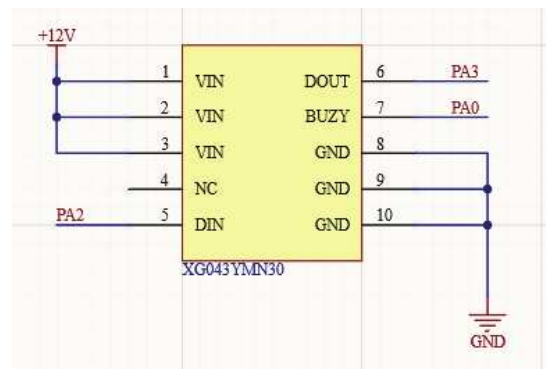 +12V
1 VIN DOUT 6 PA3
2 VIN BUZY 7 PA0
3 VIN GND 8
4 NC GND 9
PA2 5 DIN GND 10
XG043YMN30
GND